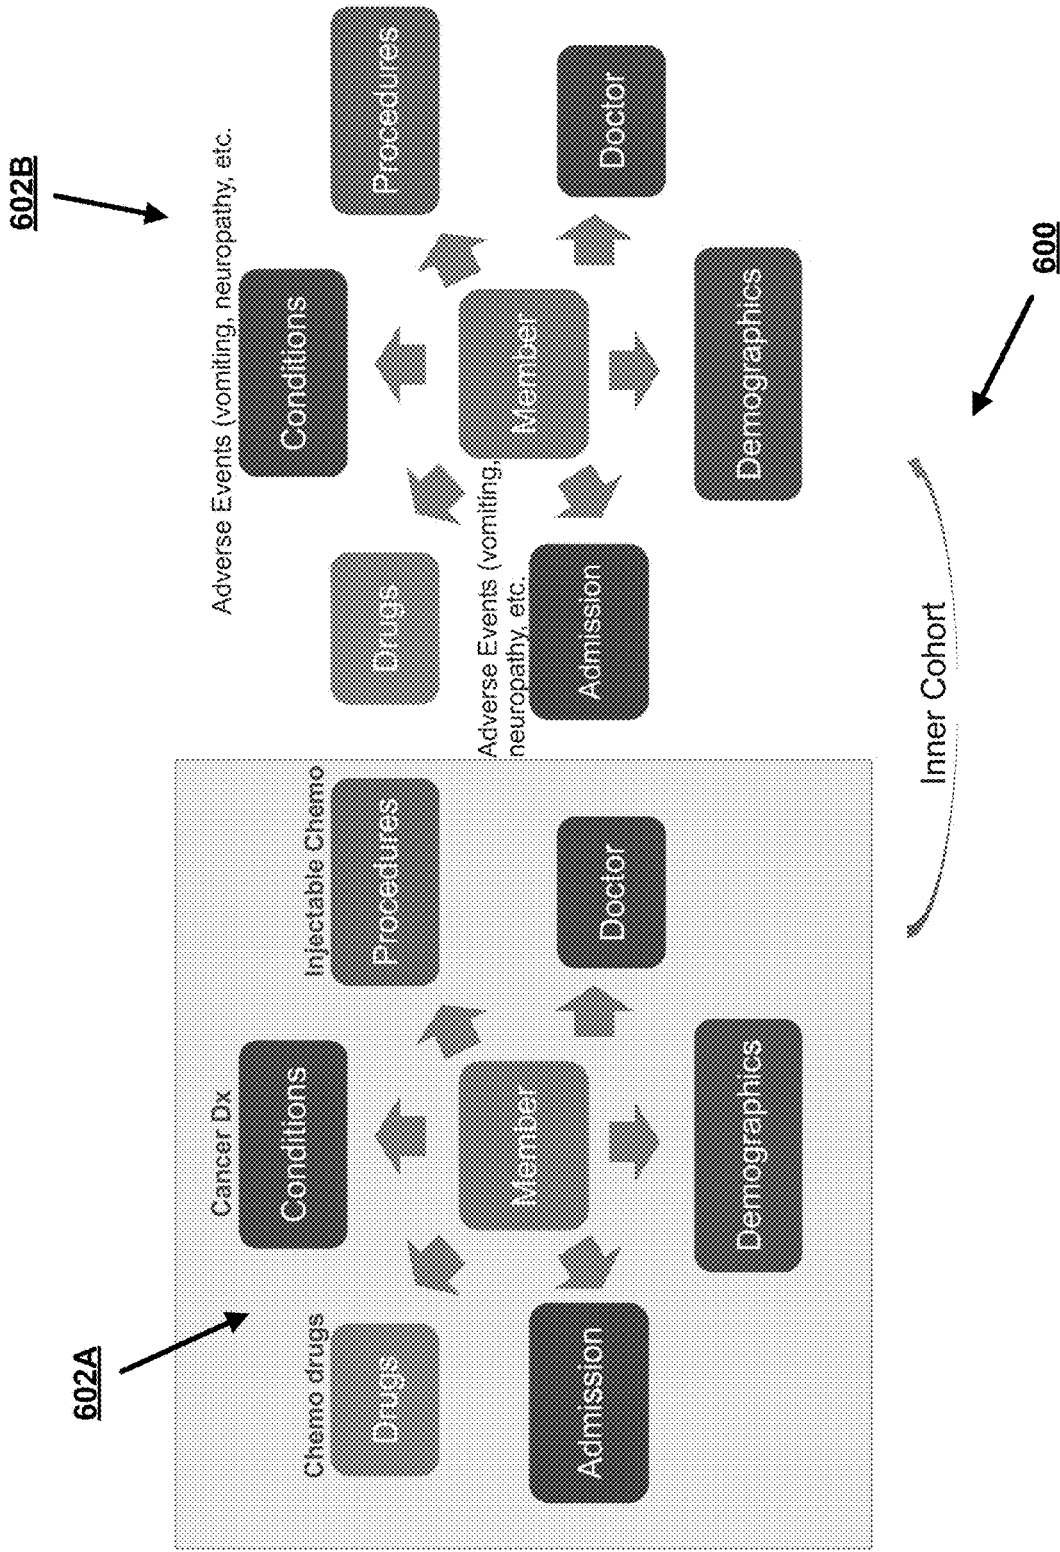 602A
Chemo drugs
Drugs
Cancer Dx
Conditions
Injectable Chemo
Procedures
Member
Admission
Doctor
Demographics
602B
Adverse Events (vomiting, neuropathy, etc.
Conditions
Drugs
Procedures
Member
Adverse Events (vomiting,
neuropathy, etc.
Admission
Doctor
Demographics
Inner Cohort
600